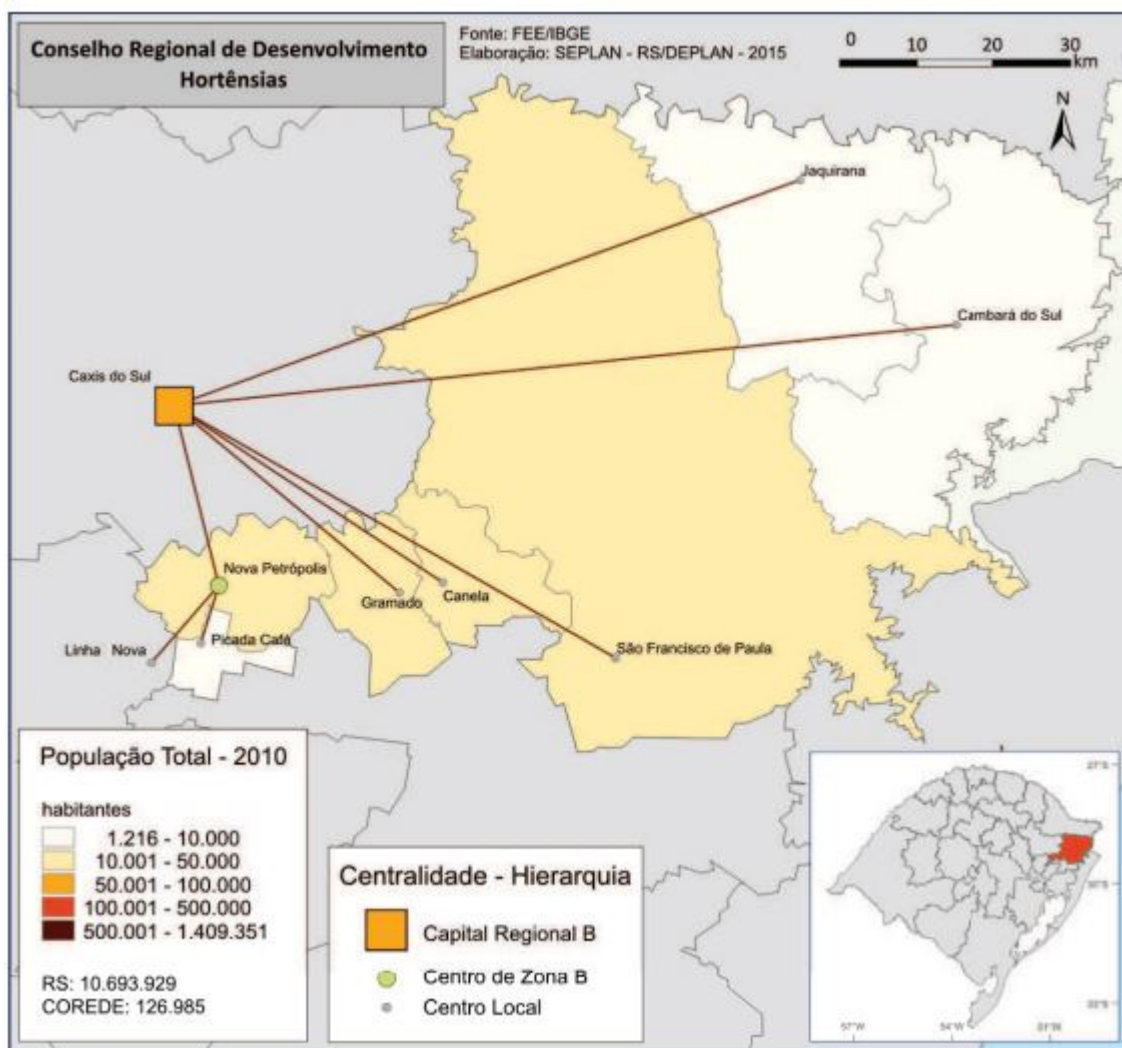 Conselho Regional de Desenvolvimento
Hortênsias
Fonte: FEE/IBGE
Elaboração: SEPLAN - RS/DEPLAN - 2015
0 10 20 30
km
N
Jaquirana
Cambará do Sul
Caxis do Sul
Nova Petrópolis
Gramado
Canela
Picada Café
Linha Nova
São Francisco de Paula
População Total - 2010
habitantes
1.216 - 10.000
10.001 - 50.000
50.001 - 100.000
100.001 - 500.000
500.001 - 1.409.351
RS: 10.693.929
COREDE: 126.985
Centralidade - Hierarquia
Capital Regional B
Centro de Zona B
Centro Local
27°S
30°S
57°W
54°W